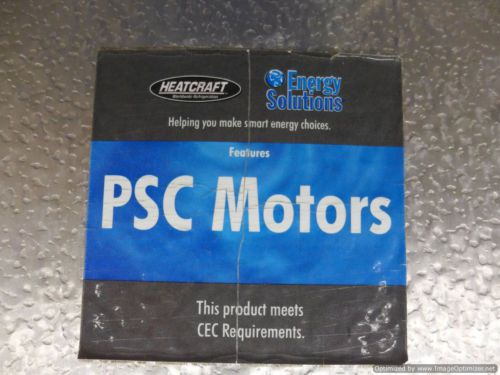 HEATCRAFT
Worldwide Refrigeration
Energy
Solutions
Helping you make smart energy choices.
Features
PSC Motors
This product meets
CEC Requirements.
Optimized by www.ImageOptimizer.net